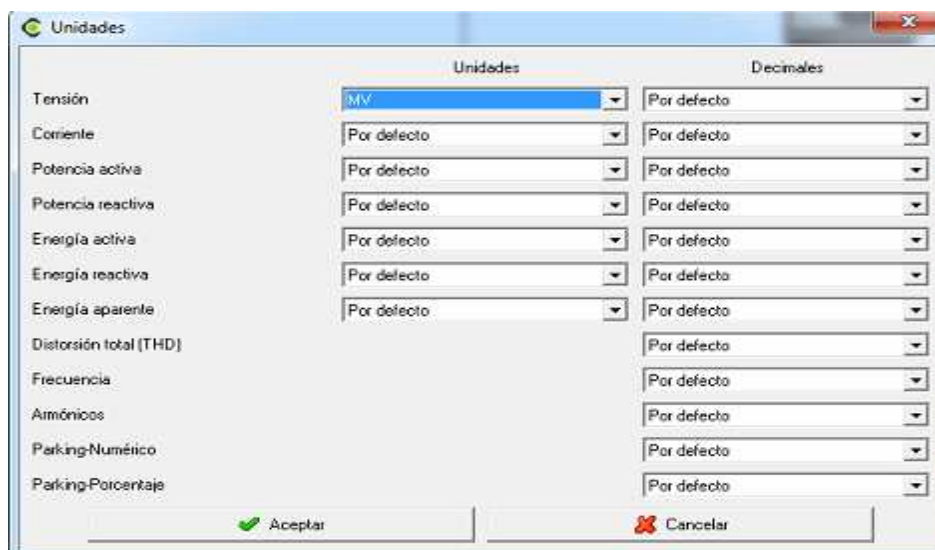 Unidades
Unidades Decimales
Tensión MV Por defecto
Corriente Por defecto Por defecto
Potencia activa Por defecto Por defecto
Potencia reactiva Por defecto Por defecto
Energía activa Por defecto Por defecto
Energía reactiva Por defecto Por defecto
Energía aparente Por defecto Por defecto
Distorsión total (THD) Por defecto
Frecuencia Por defecto
Armónicos Por defecto
Parking-Numérico Por defecto
Parking-Porcentaje Por defecto
Aceptar Cancelar